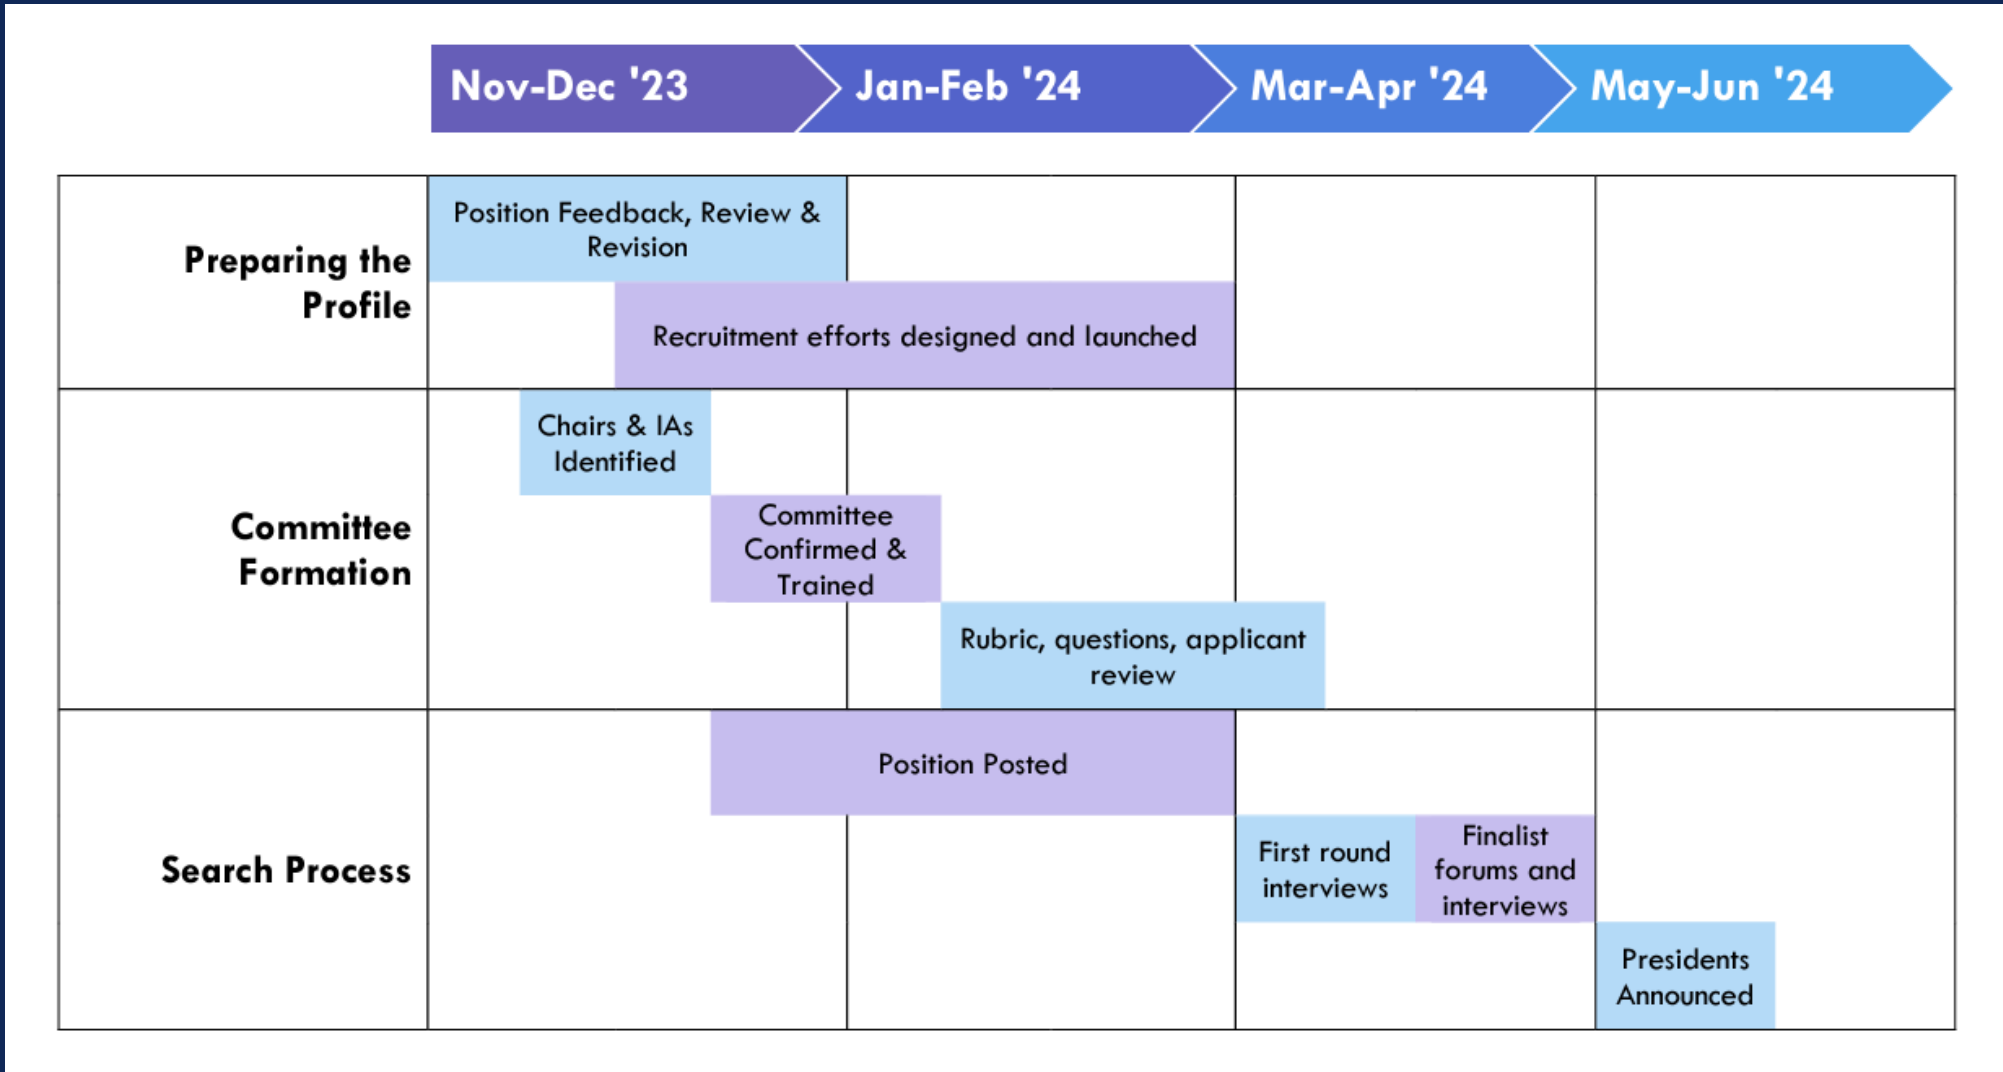 Nov-Dec '23
Jan-Feb '24
Mar-Apr '24
May-Jun '24
Preparing the
Profile
Position Feedback, Review &
Revision
Recruitment efforts designed and launched
Committee
Formation
Chairs & IAs
Identified
Committee
Confirmed &
Trained
Rubric, questions, applicant
review
Search Process
Position Posted
First round
interviews
Finalist
forums and
interviews
Presidents
Announced